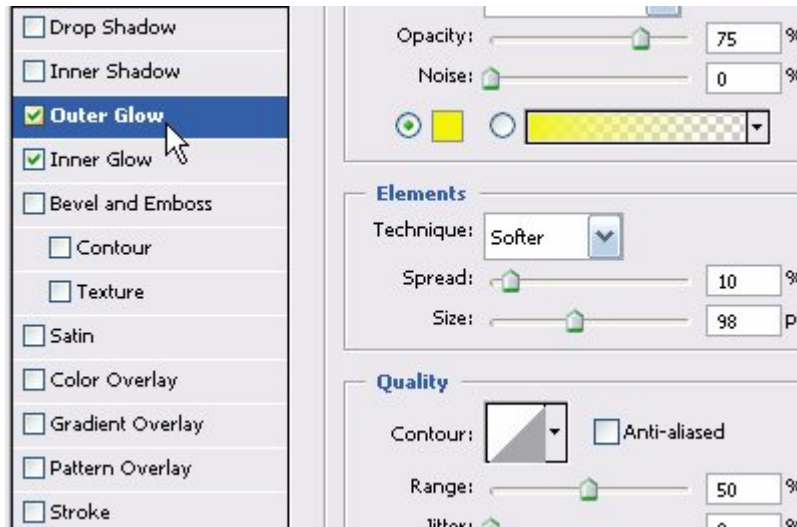 Drop Shadow
Inner Shadow
Outer Glow
Inner Glow
Bevel and Emboss
Contour
Texture
Satin
Color Overlay
Gradient Overlay
Pattern Overlay
Stroke
Opacity: 75 %
Noise: 0 %
Elements
Technique: Softer
Spread: 10 %
Size: 98 p
Quality
Contour: Anti-aliased
Range: 50 %
Jitter: 0 %